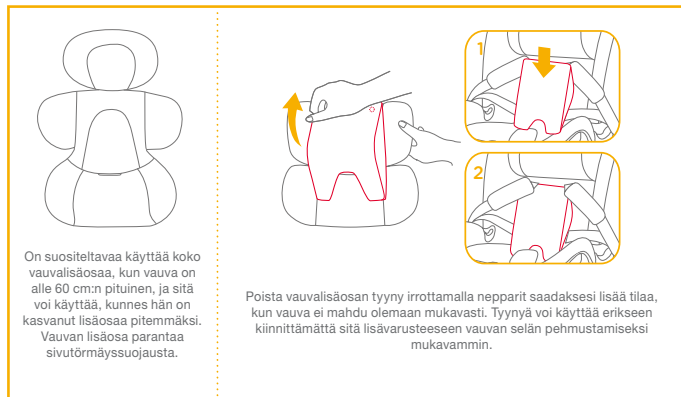 On suositeltavaa käyttää koko
vauvalisäosaa, kun vauva on
alle 60 cm:n pituinen, ja sitä
voi käyttää, kunnes hän on
kasvanut lisäosaa pitemmäksi.
Vauvan lisäosa parantaa
sivutörmäyssuojausta.
1
2
Poista vauvalisäosan tyyny irrottamalla nepparit saadaksesi lisää tilaa,
kun vauva ei mahdu olemaan mukavasti. Tyynyä voi käyttää erikseen
kiinnittämättä sitä lisävarusteeseen vauvan selän pehmustamiseksi
mukavammin.